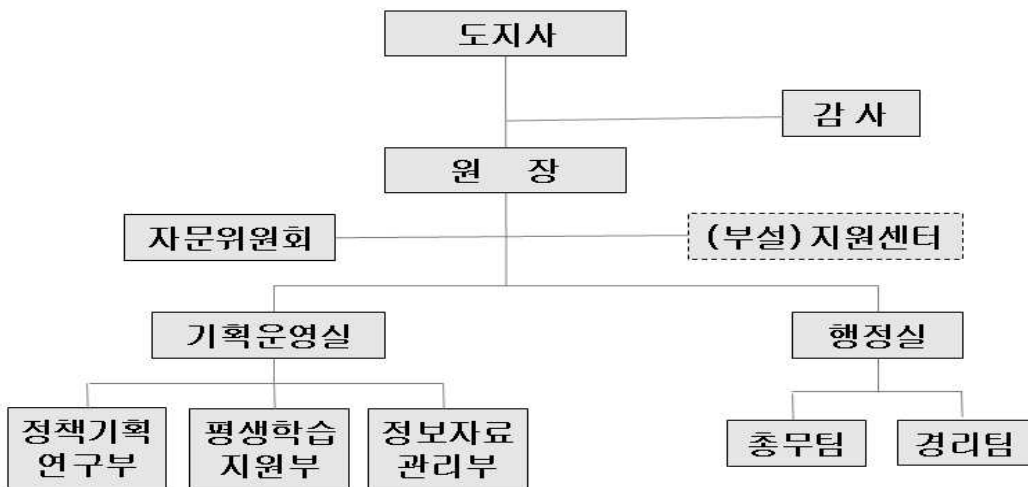 도지사
감 사
원 장
자문위원회
(부설)지원센터
기획운영실
행정실
정책기획
연구부
평생학습
지원부
정보자료
관리부
총무팀
경리팀